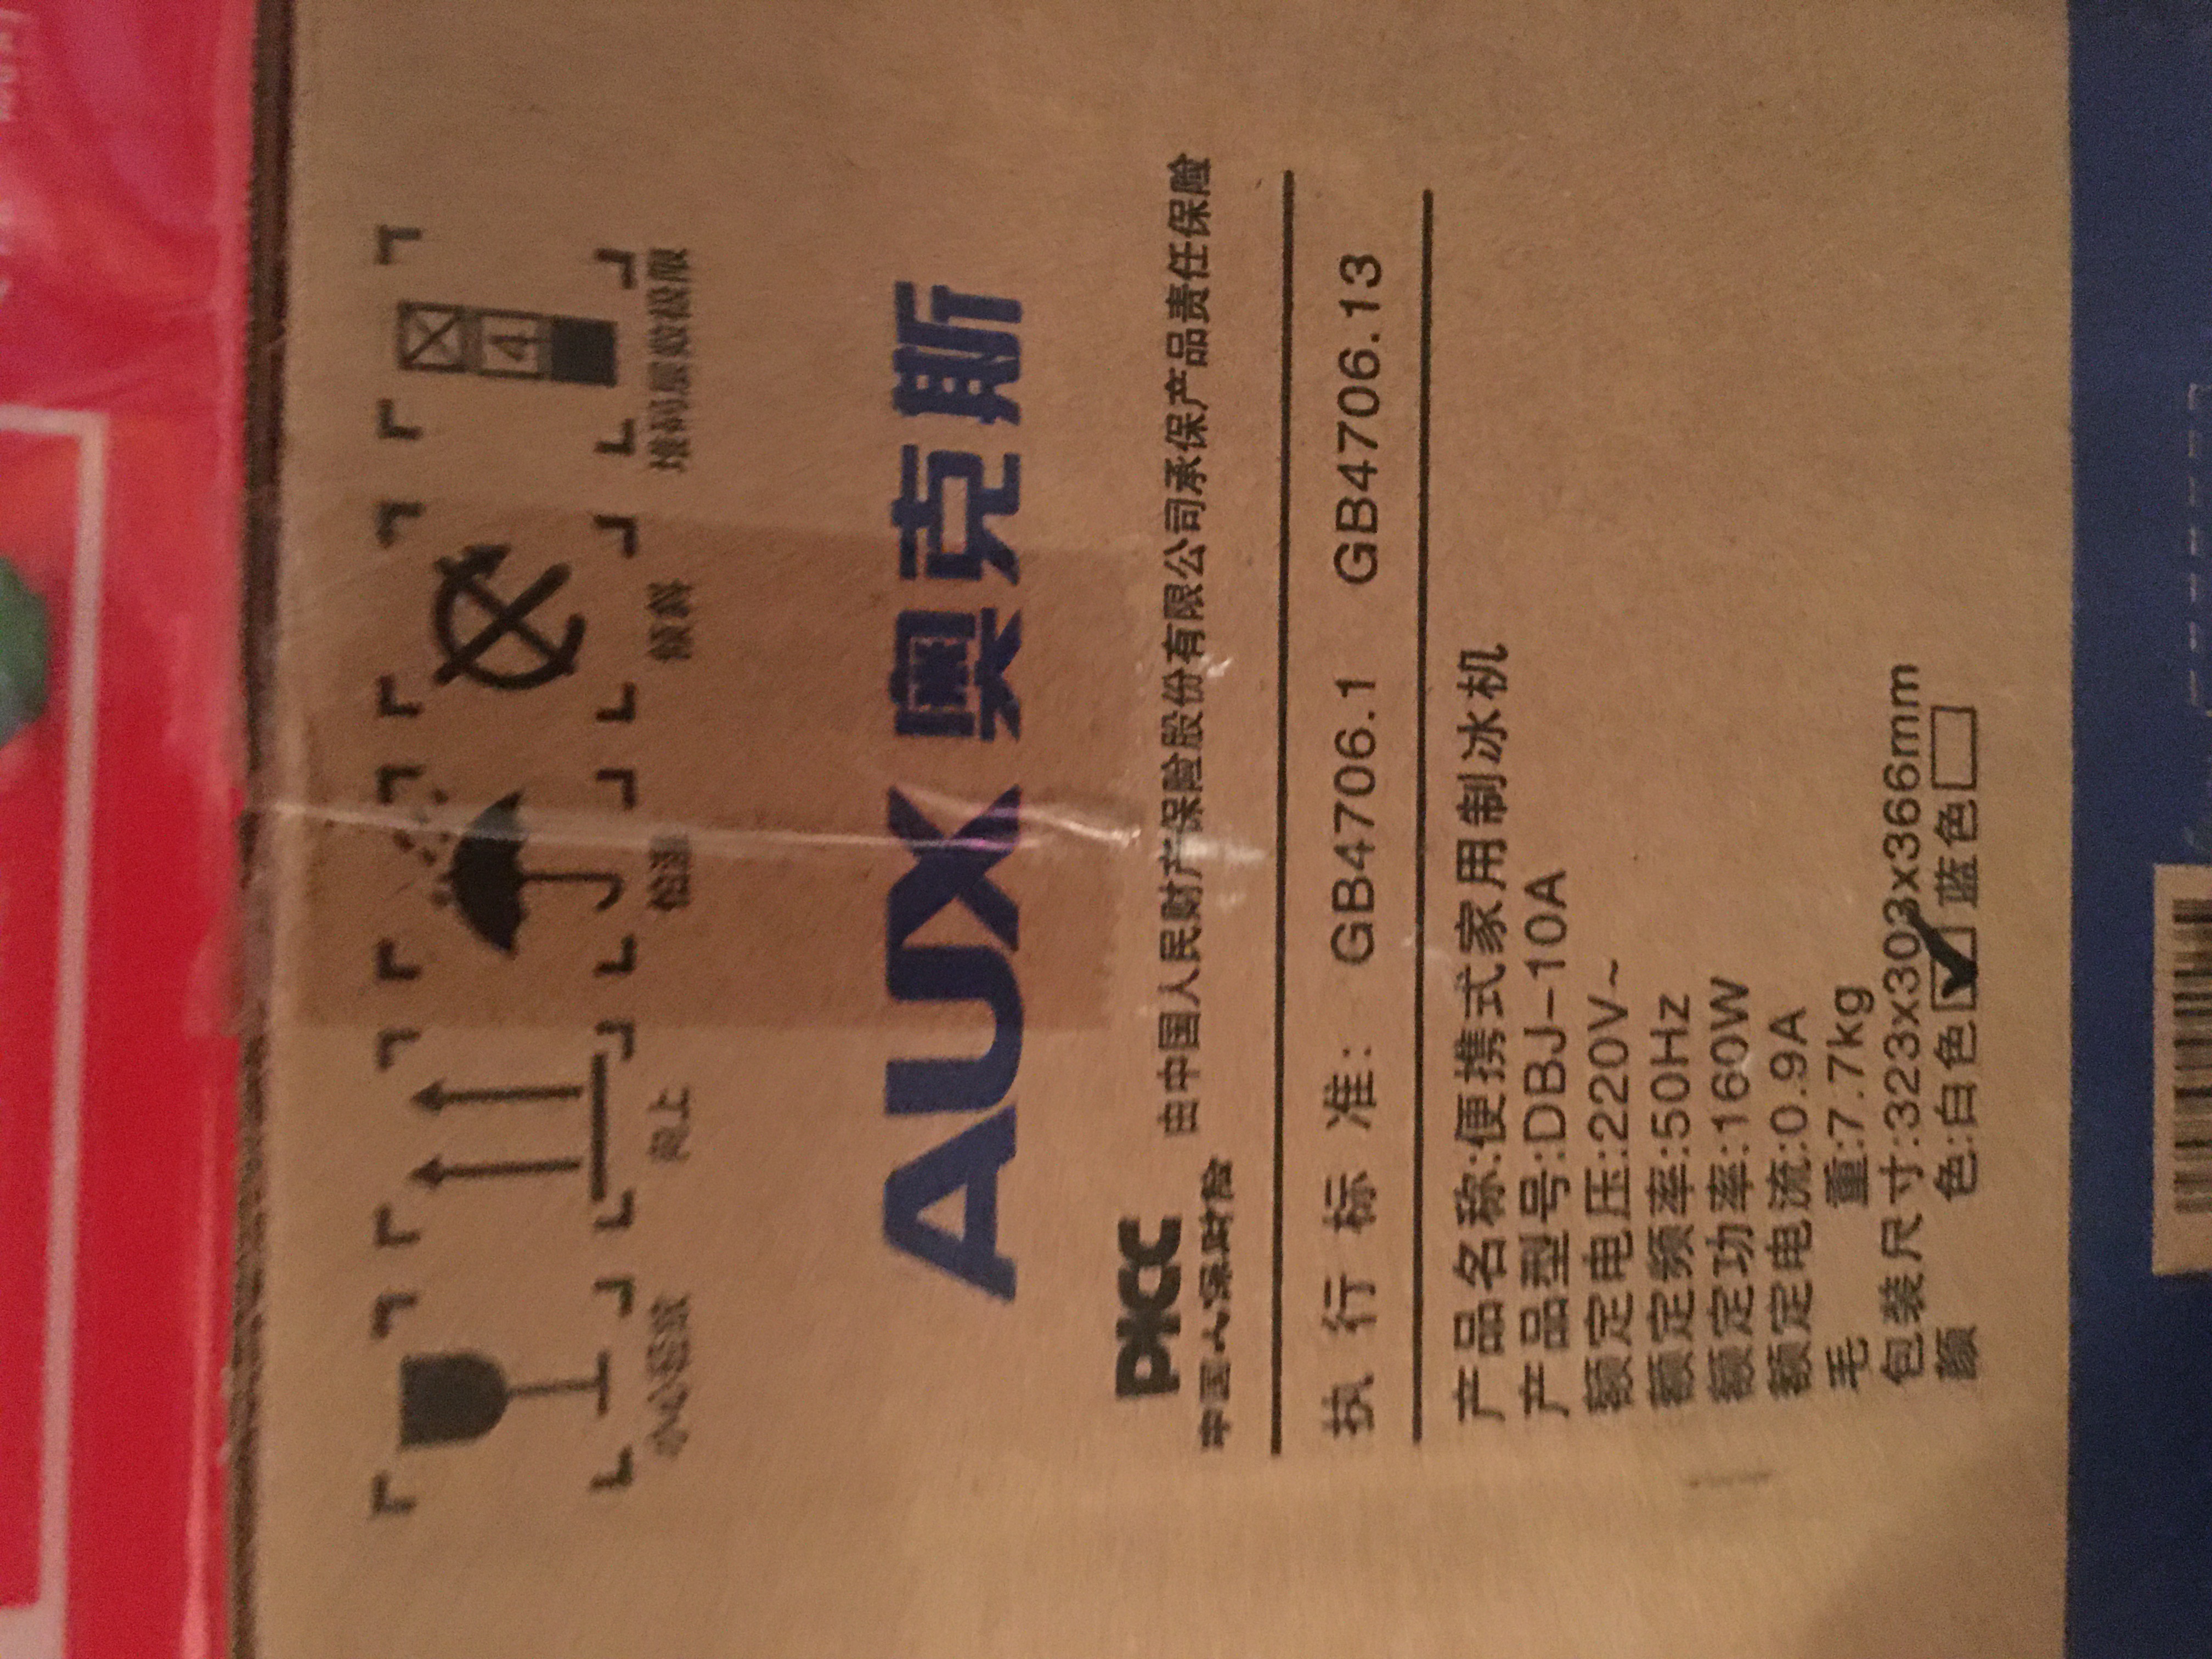 小心轻放 向上 怕湿 倾斜 堆码层数极限
4
AUX 奥克斯
PICC
中国人保财险 由中国人民财产保险股份有限公司承保产品责任保险
执行标准: GB4706.1 GB4706.13
产品名称:便携式家用制冰机
产品型号:DBJ-10A
额定电压:220V~
额定频率:50Hz
额定功率:160W
额定电流:0.9A
毛 重:7.7kg
包装尺寸:323x303x366mm
颜 色:白色☑ 蓝色□